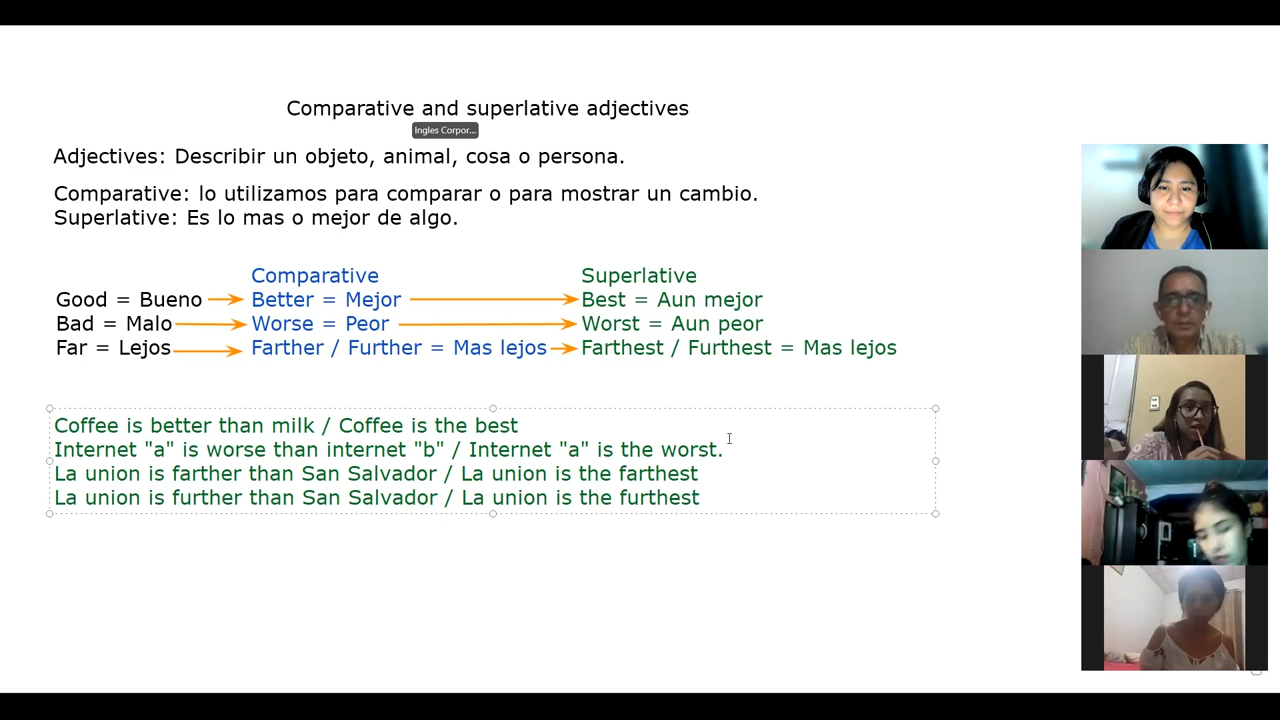 Comparative and superlative adjectives
Ingles Corpor...
Adjectives: Describir un objeto, animal, cosa o persona.
Comparative: lo utilizamos para comparar o para mostrar un cambio.
Superlative: Es lo mas o mejor de algo.
Comparative Superlative
Good = Bueno Better = Mejor Best = Aun mejor
Bad = Malo Worse = Peor Worst = Aun peor
Far = Lejos Farther / Further = Mas lejos Farthest / Furthest = Mas lejos
Coffee is better than milk / Coffee is the best
Internet "a" is worse than internet "b" / Internet "a" is the worst.
La union is farther than San Salvador / La union is the farthest
La union is further than San Salvador / La union is the furthest